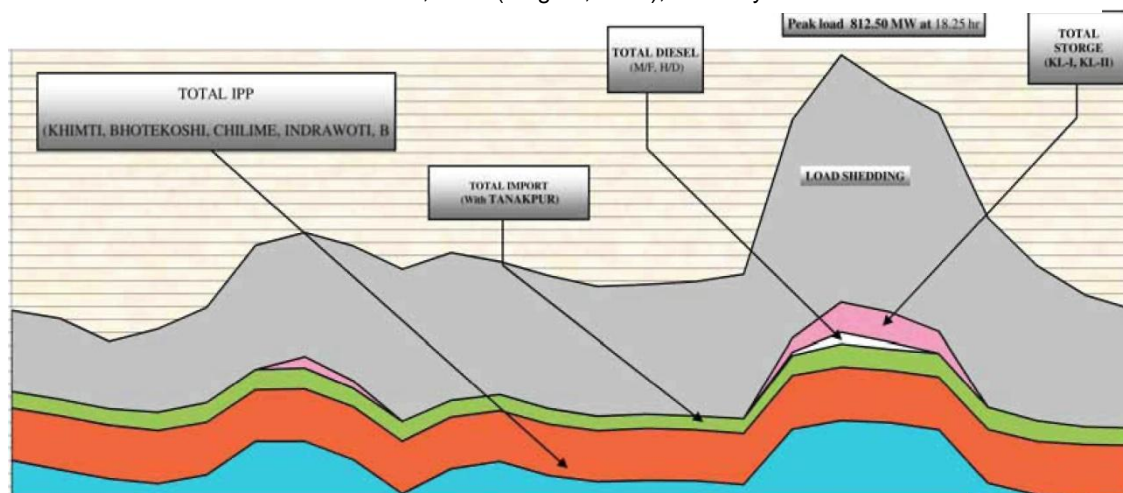 Peak load 812.50 MW at 18.25 hr
TOTAL
STORGE
(KL-I, KL-II)
TOTAL DIESEL
(M/F, H/D)
TOTAL IPP
(KHIMTI, BHOTEKOSHI, CHILIME, INDRAWOTI, B
TOTAL IMPORT
(With TANAKPUR)
LOAD SHEDDING